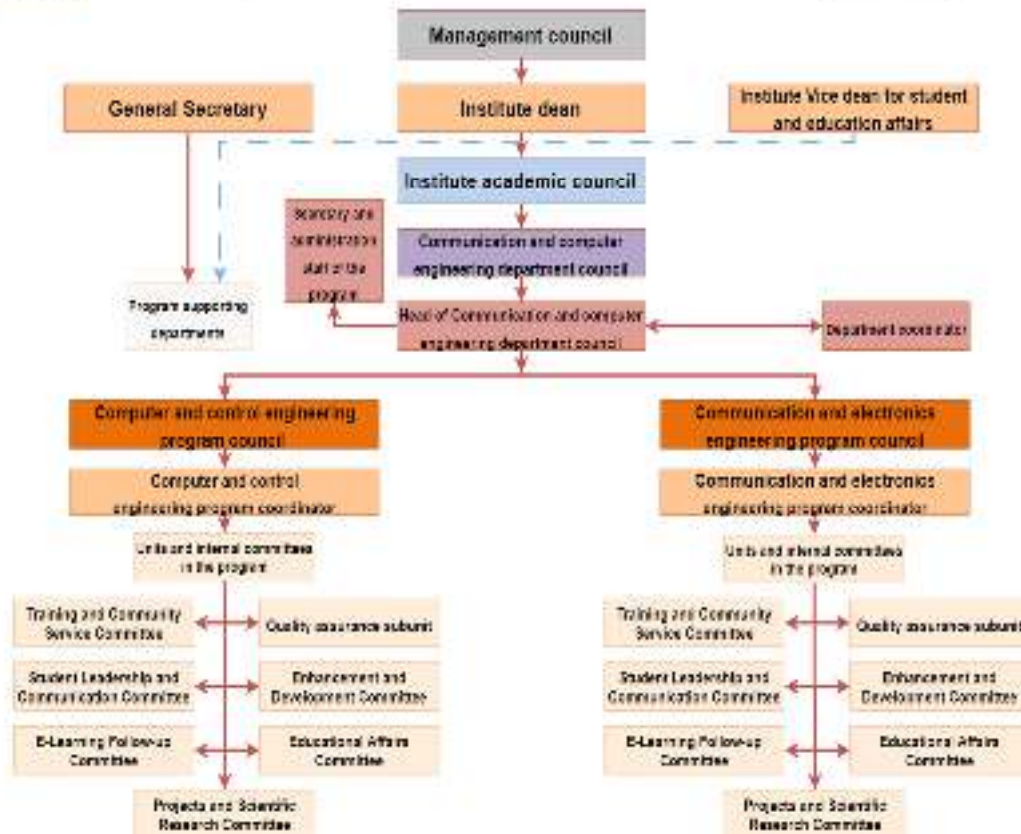 Management council
General Secretary
Institute dean
Institute Vice dean for student
and education affairs
Institute academic council
Secretary and
administration
staff of the
program
Communication and computer
engineering department council
Program supporting
departments
Head of Communication and computer
engineering department council
Department coordinator
Computer and control engineering
program council
Communication and electronics
engineering program council
Computer and control
engineering program coordinator
Communication and electronics
engineering program coordinator
Units and internal committees
in the program
Units and internal committees
in the program
Training and Community
Service Committee
Quality assurance subunit
Training and Community
Service Committee
Quality assurance subunit
Student Leadership and
Communication Committee
Enhancement and
Development Committee
Student Leadership and
Communication Committee
Enhancement and
Development Committee
E-Learning Follow-up
Committee
Educational Affairs
Committee
E-Learning Follow-up
Committee
Educational Affairs
Committee
Projects and Scientific
Research Committee
Projects and Scientific
Research Committee